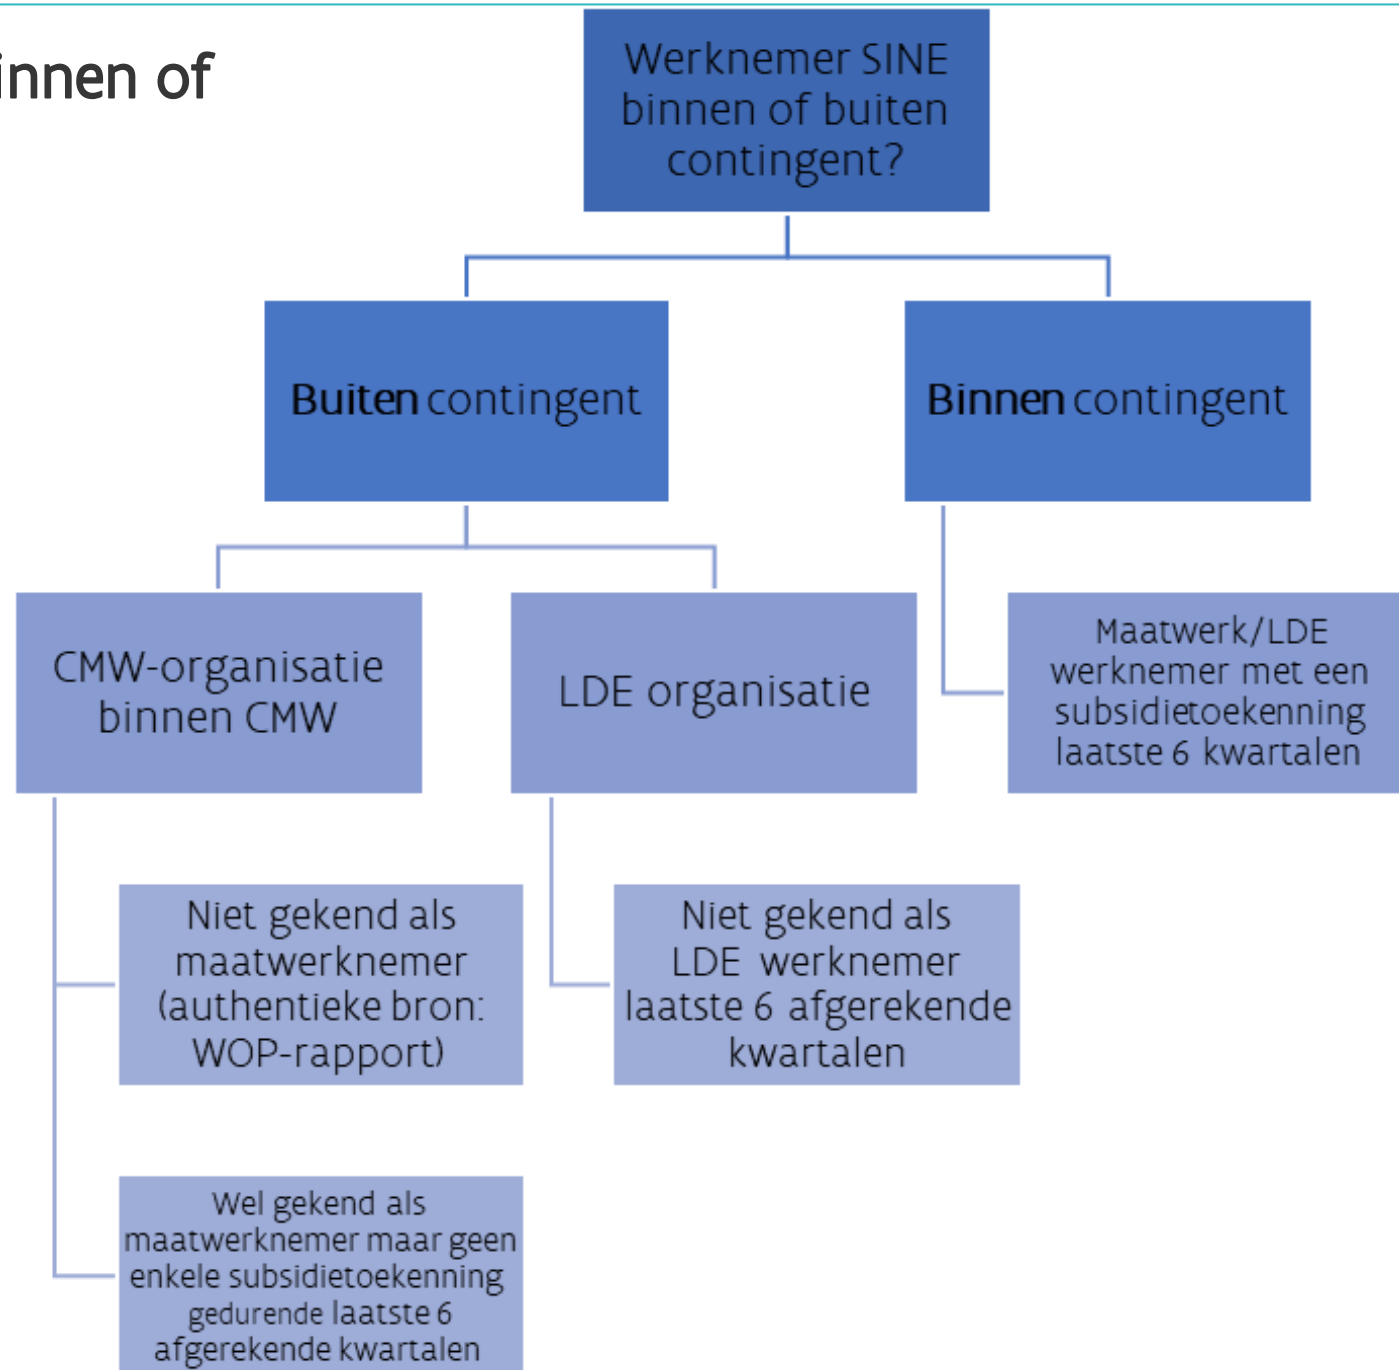 innen of
Werknemer SINE
binnen of buiten
contingent?
Buiten contingent
Binnen contingent
CMW-organisatie
binnen CMW
LDE organisatie
Maatwerk/LDE
werknemer met een
subsidietoekenning
laatste 6 kwartalen
Niet gekend als
maatwerknemer
(authentieke bron:
WOP-rapport)
Niet gekend als
LDE werknemer
laatste 6 afgerekende
kwartalen
Wel gekend als
maatwerknemer maar geen
enkele subsidietoekenning
gedurende laatste 6
afgerekende kwartalen